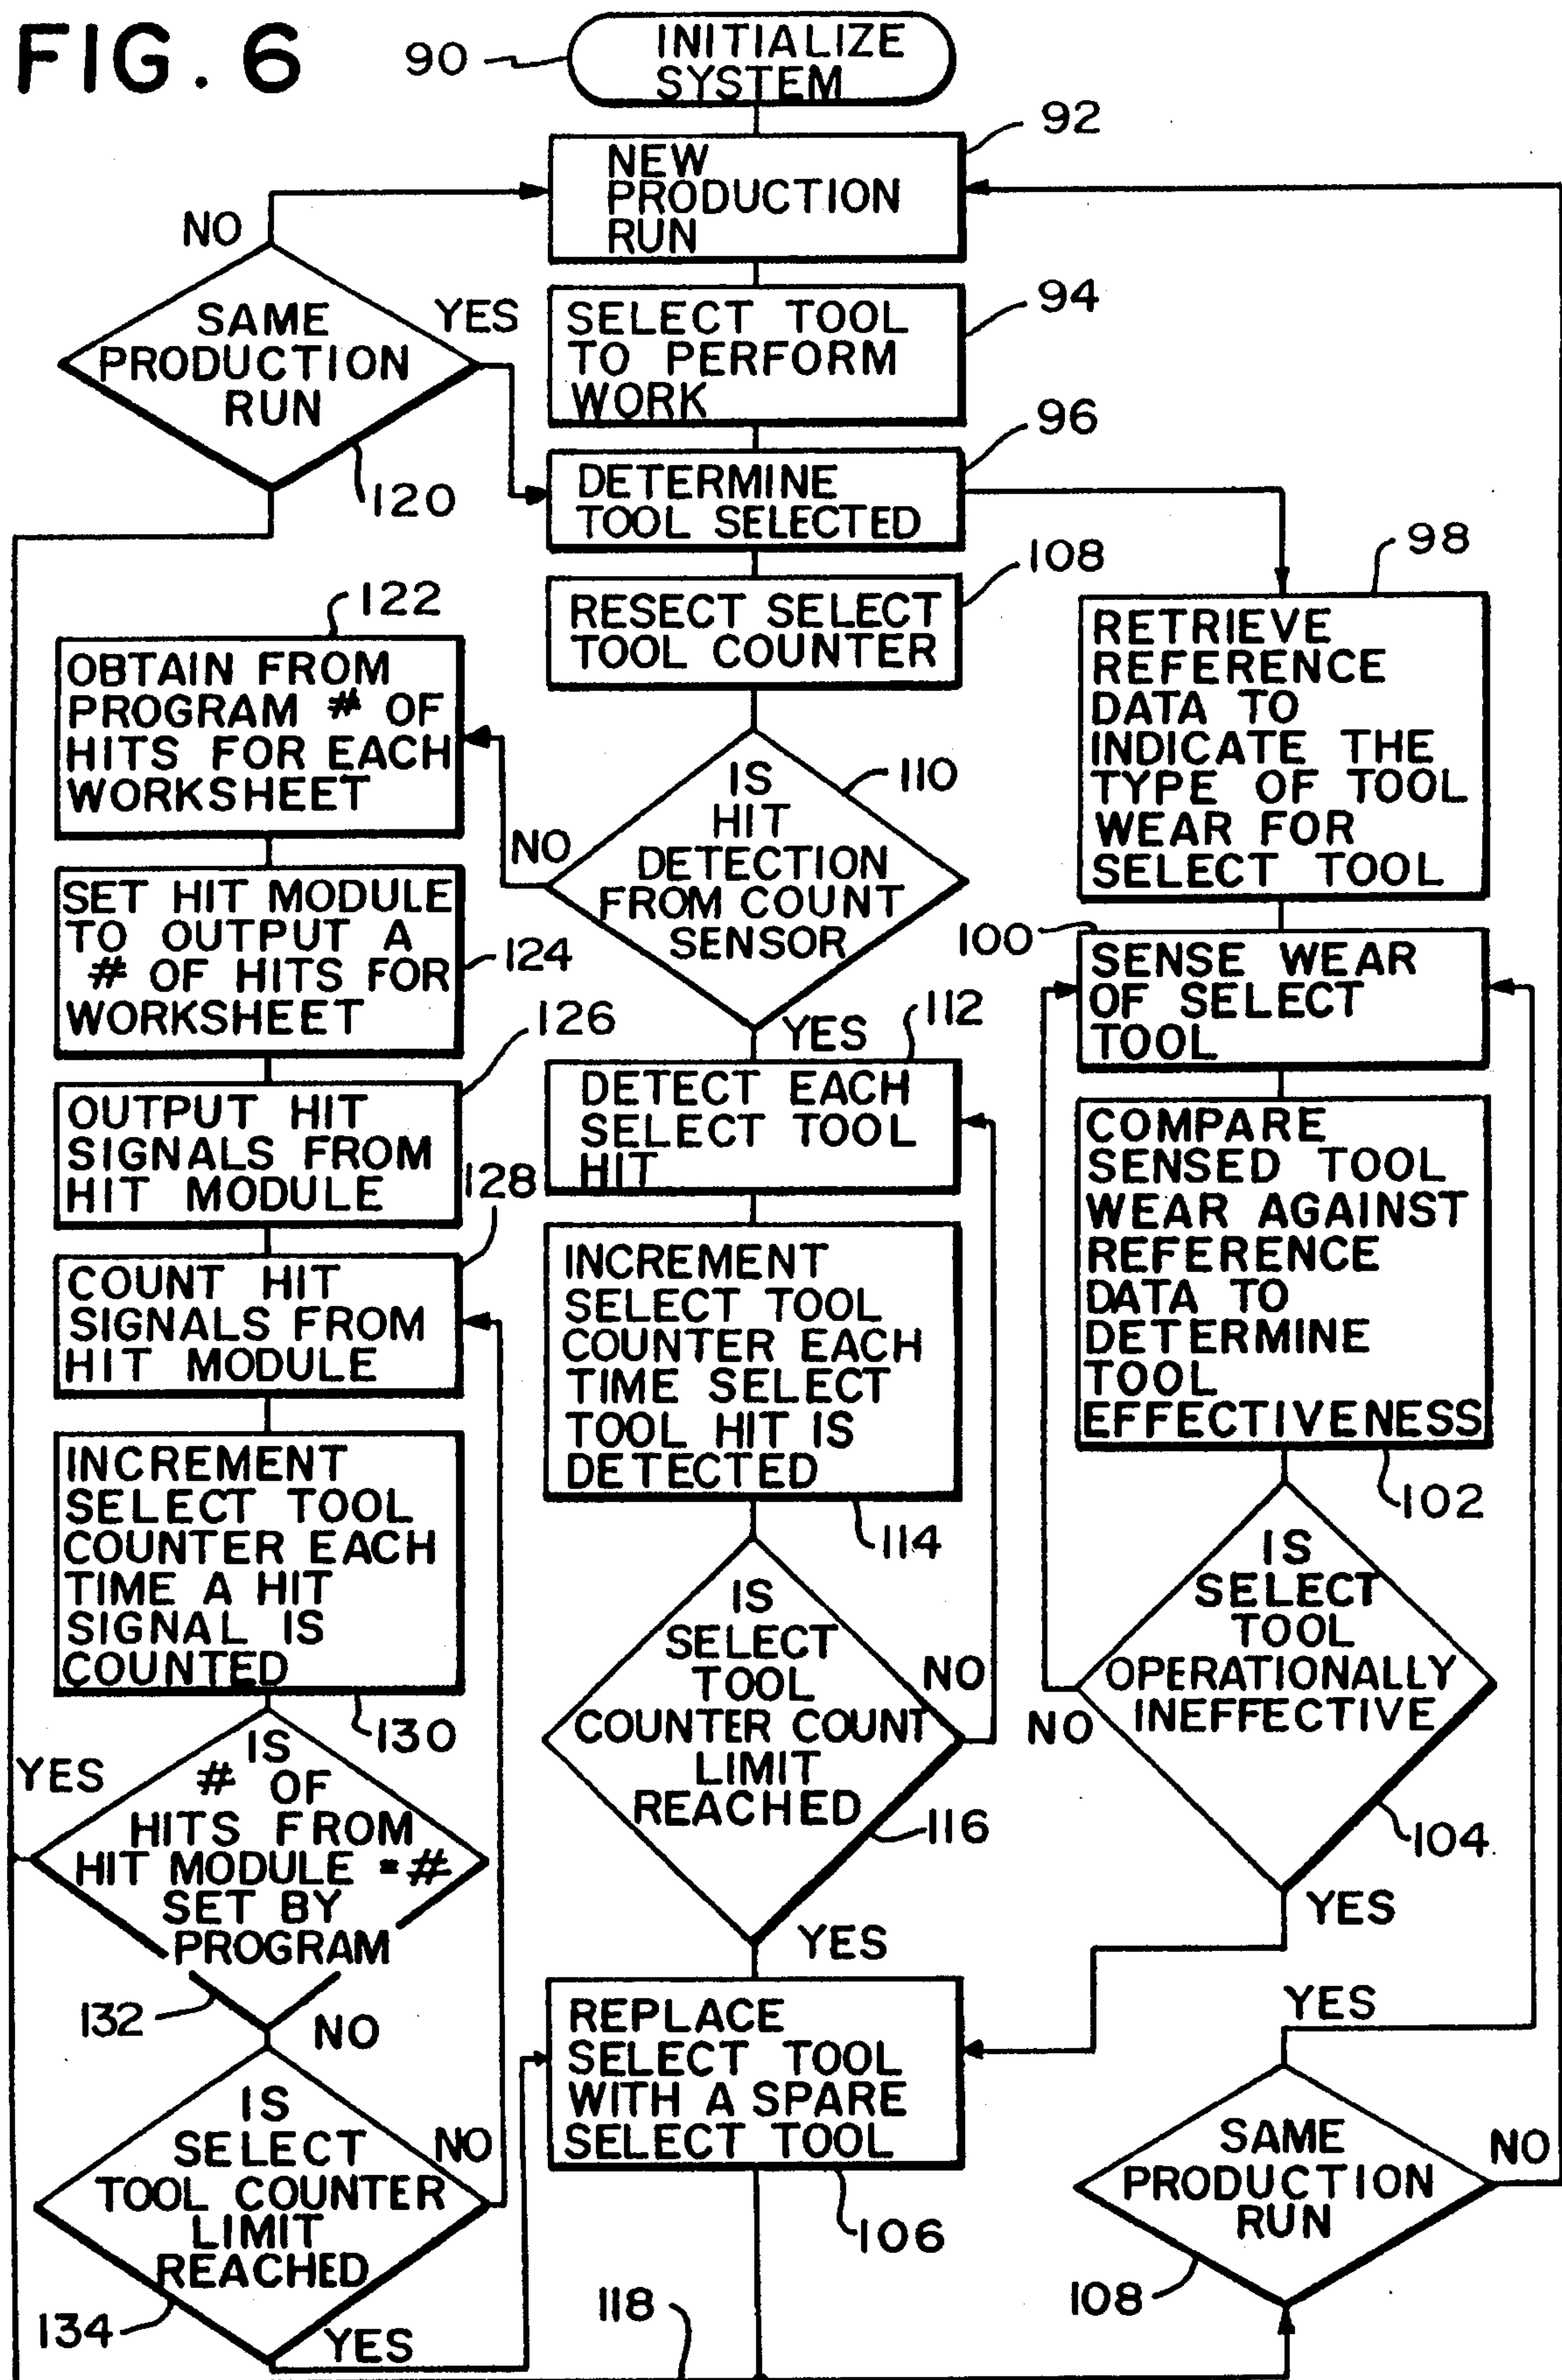 FIG. 6
90
INITIALIZE
SYSTEM
92
NEW
PRODUCTION
RUN
NO
SAME
PRODUCTION
RUN
YES
120
94
SELECT TOOL
TO PERFORM
WORK
96
DETERMINE
TOOL SELECTED
108
RESECT SELECT
TOOL COUNTER
98
RETRIEVE
REFERENCE
DATA TO
INDICATE THE
TYPE OF TOOL
WEAR FOR
SELECT TOOL
122
OBTAIN FROM
PROGRAM # OF
HITS FOR EACH
WORKSHEET
110
IS
HIT
DETECTION
FROM COUNT
SENSOR
NO
YES
SET HIT MODULE
TO OUTPUT A
# OF HITS FOR
WORKSHEET
124
100
SENSE WEAR
OF SELECT
TOOL
126
OUTPUT HIT
SIGNALS FROM
HIT MODULE
112
DETECT EACH
SELECT TOOL
HIT
COMPARE
SENSED TOOL
WEAR AGAINST
REFERENCE
DATA TO
DETERMINE
TOOL
EFFECTIVENESS
102
128
COUNT HIT
SIGNALS FROM
HIT MODULE
INCREMENT
SELECT TOOL
COUNTER EACH
TIME SELECT
TOOL HIT IS
DETECTED
114
INCREMENT
SELECT TOOL
COUNTER EACH
TIME A HIT
SIGNAL IS
COUNTED
130
IS
SELECT
TOOL
COUNTER COUNT
LIMIT
REACHED
NO
116
YES
IS
SELECT
TOOL
OPERATIONALLY
INEFFECTIVE
NO
104
YES
YES
IS
# OF
HITS FROM
HIT MODULE = #
SET BY
PROGRAM
132
NO
REPLACE
SELECT TOOL
WITH A SPARE
SELECT TOOL
106
YES
SAME
PRODUCTION
RUN
NO
108
IS
SELECT
TOOL COUNTER
LIMIT
REACHED
NO
134
YES
118